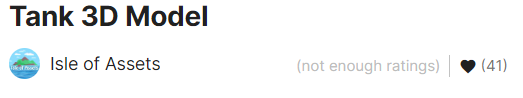 Tank 3D Model
Isle of Assets
(not enough ratings)
(41)